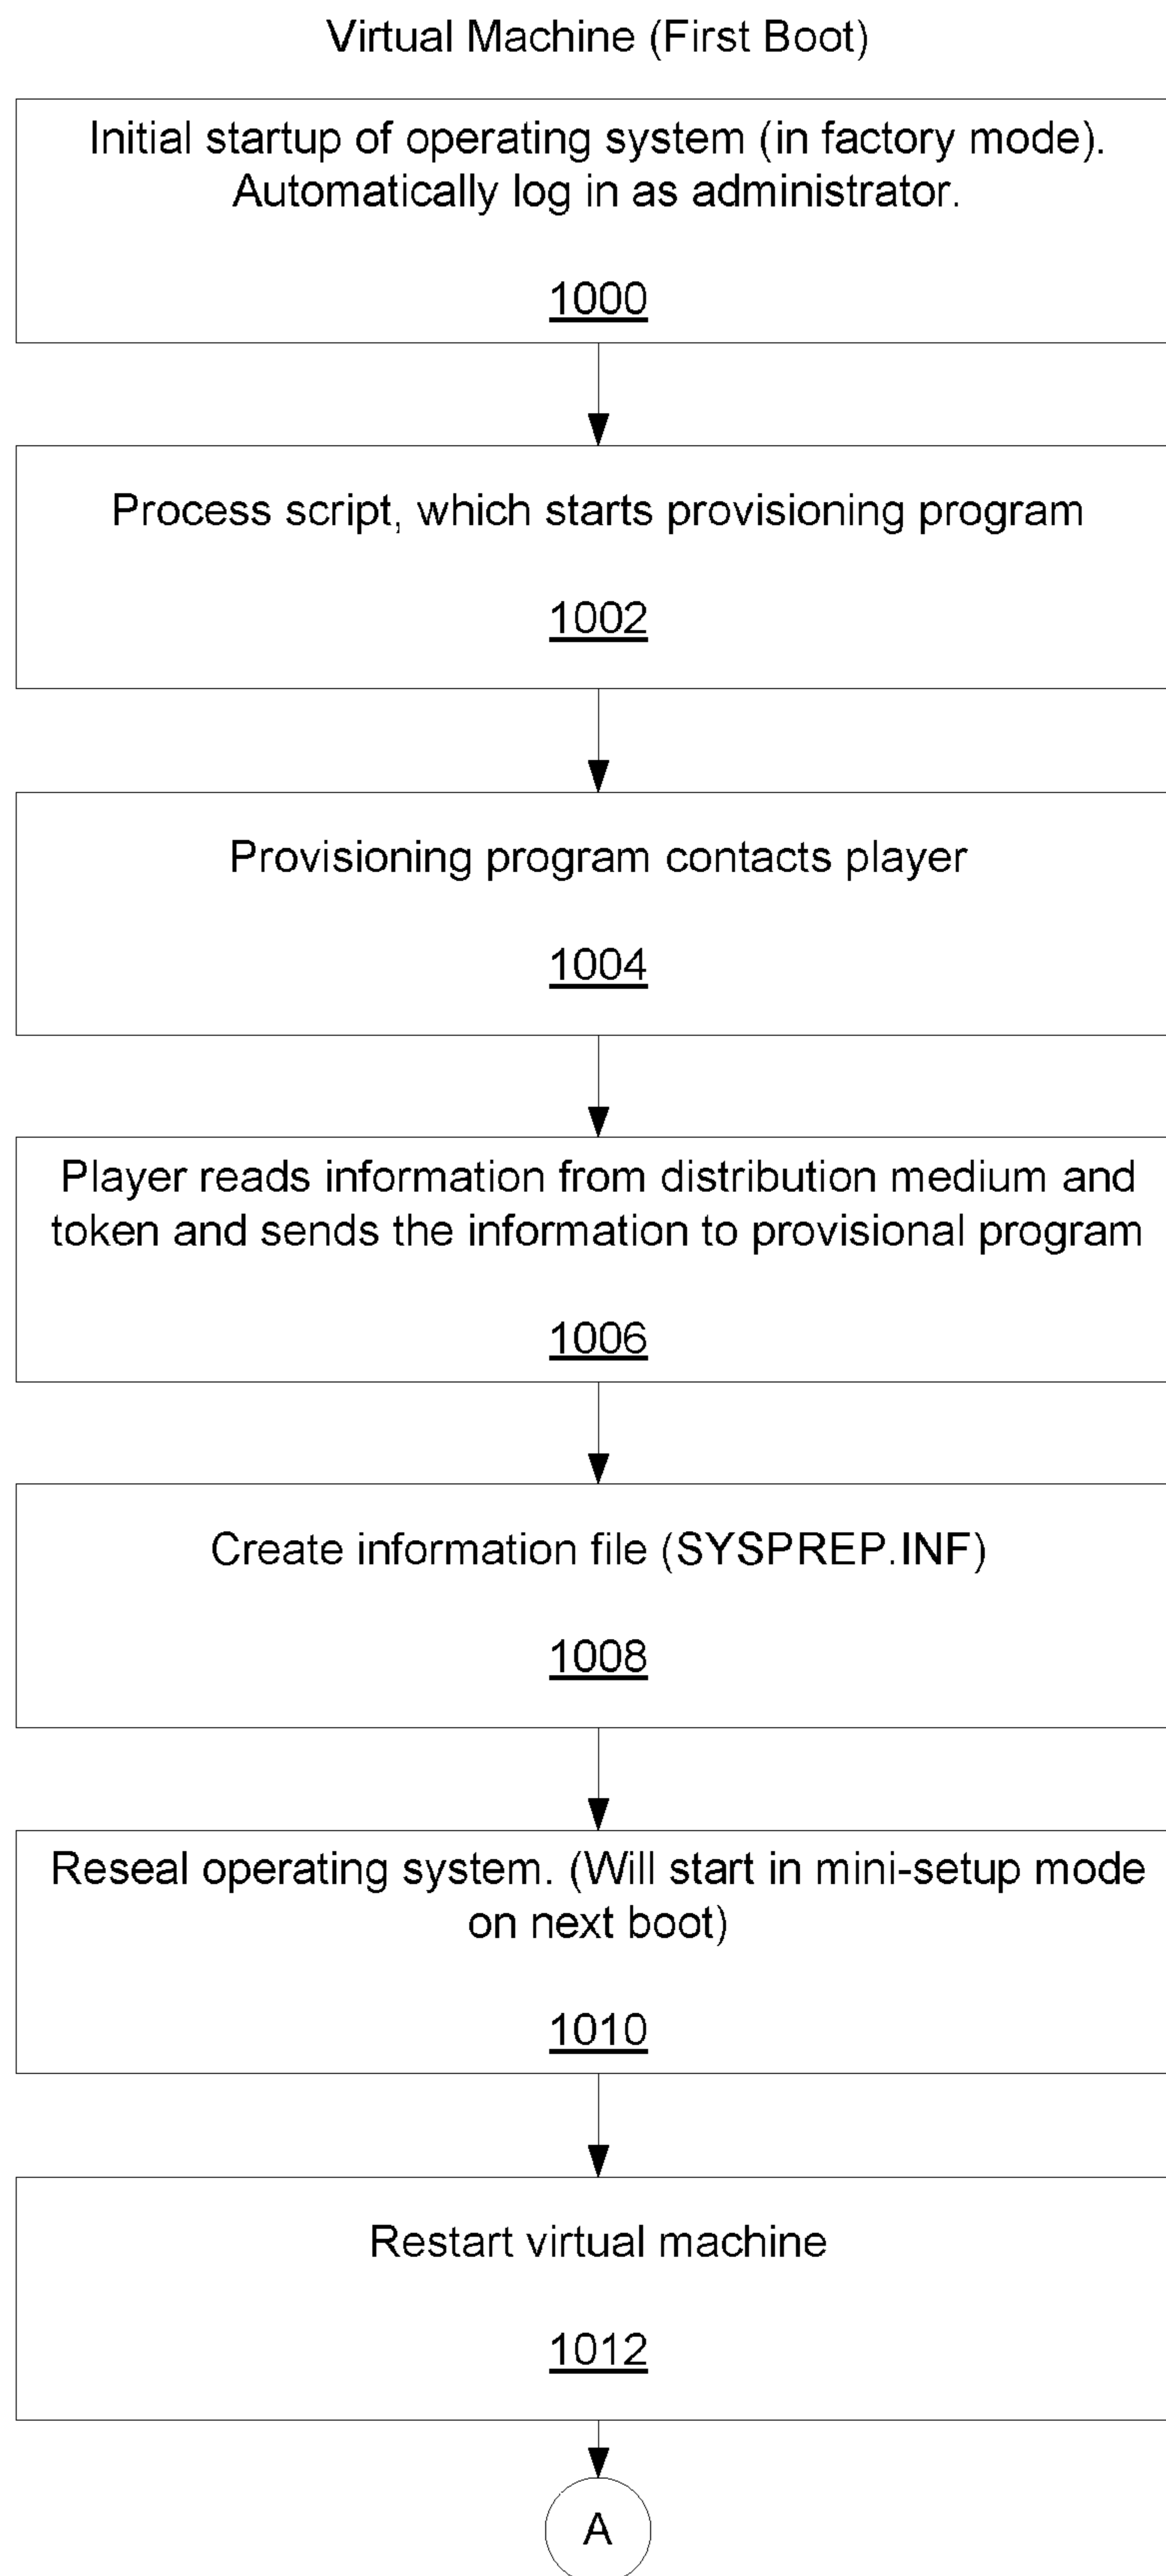 Virtual Machine (First Boot)
Initial startup of operating system (in factory mode).
Automatically log in as administrator.
1000
Process script, which starts provisioning program
1002
Provisioning program contacts player
1004
Player reads information from distribution medium and
token and sends the information to provisional program
1006
Create information file (SYSPREP.INF)
1008
Reseal operating system. (Will start in mini-setup mode
on next boot)
1010
Restart virtual machine
1012
A